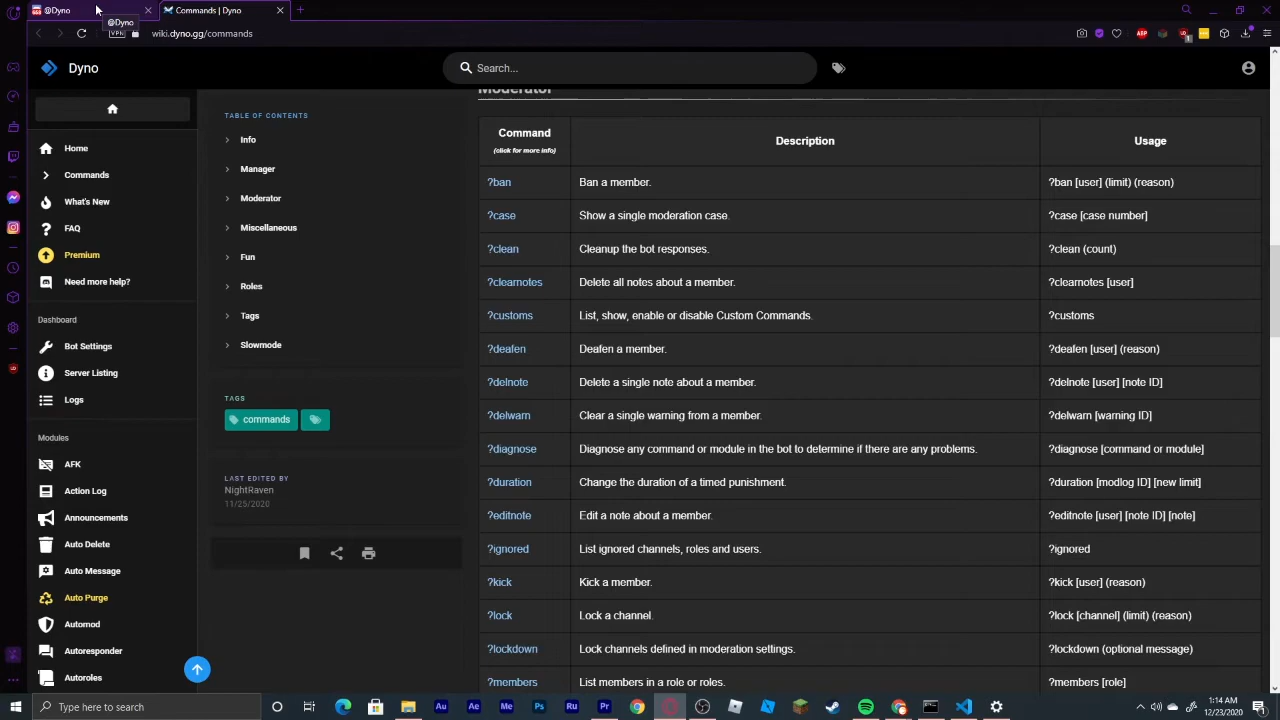 @Dyno
Commands | Dyno
@Dyno
VPN
wiki.dyno.gg/commands
ABP
1
Dyno
Search...
Home
Commands
What's New
FAQ
Premium
Need more help?
Dashboard
Bot Settings
Server Listing
Logs
Modules
AFK
Action Log
Announcements
Auto Delete
Auto Message
Auto Purge
Automod
Autoresponder
Autoroles
TABLE OF CONTENTS
Info
Manager
Moderator
Miscellaneous
Fun
Roles
Tags
Slowmode
TAGS
commands
LAST EDITED BY
NightRaven
11/25/2020
Moderator
Command Description Usage
(click for more info)
?ban Ban a member. ?ban [user] (limit) (reason)
?case Show a single moderation case. ?case [case number]
?clean Cleanup the bot responses. ?clean (count)
?clearnotes Delete all notes about a member. ?clearnotes [user]
?customs List, show, enable or disable Custom Commands. ?customs
?deafen Deafen a member. ?deafen [user] (reason)
?delnote Delete a single note about a member. ?delnote [user] [note ID]
?delwarn Clear a single warning from a member. ?delwarn [warning ID]
?diagnose Diagnose any command or module in the bot to determine if there are any problems. ?diagnose [command or module]
?duration Change the duration of a timed punishment. ?duration [modlog ID] [new limit]
?editnote Edit a note about a member. ?editnote [user] [note ID] [note]
?ignored List ignored channels, roles and users. ?ignored
?kick Kick a member. ?kick [user] (reason)
?lock Lock a channel. ?lock [channel] (limit) (reason)
?lockdown Lock channels defined in moderation settings. ?lockdown (optional message)
?members List members in a role or roles. ?members [role]
Type here to search
Au
Ae
Me
Ps
Ru
Pr
1:14 AM
12/23/2020